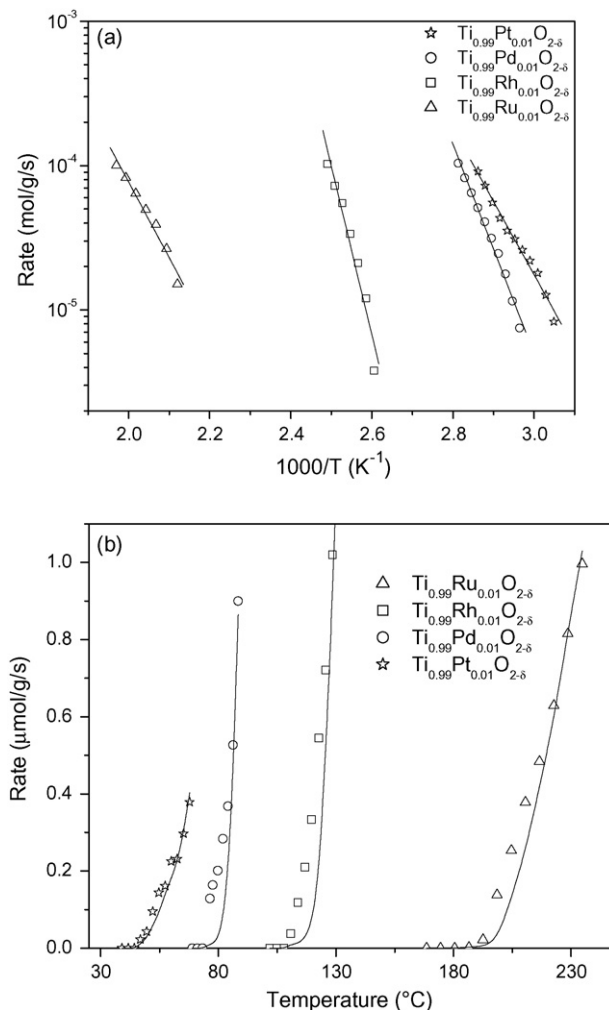 (a)
Ti₀.₉₉Pt₀.₀₁O₂₋δ
Ti₀.₉₉Pd₀.₀₁O₂₋δ
Ti₀.₉₉Rh₀.₀₁O₂₋δ
Ti₀.₉₉Ru₀.₀₁O₂₋δ
10⁻³
10⁻⁴
10⁻⁵
Rate (mol/g/s)
2.0 2.2 2.4 2.6 2.8 3.0
1000/T (K⁻¹)
(b)
Ti₀.₉₉Ru₀.₀₁O₂₋δ
Ti₀.₉₉Rh₀.₀₁O₂₋δ
Ti₀.₉₉Pd₀.₀₁O₂₋δ
Ti₀.₉₉Pt₀.₀₁O₂₋δ
1.0
0.8
0.6
0.4
0.2
0.0
Rate (μmol/g/s)
30 80 130 180 230
Temperature (°C)